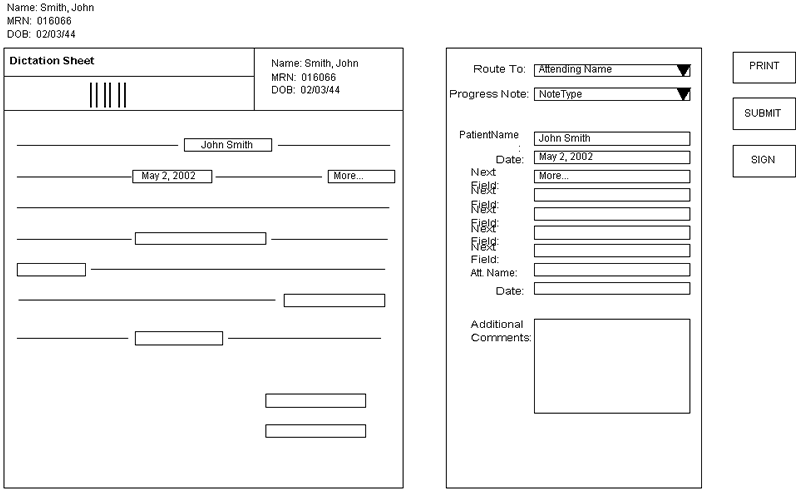 Name: Smith, John
MRN: 016066
DOB: 02/03/44
Dictation Sheet
Name: Smith, John
MRN: 016066
DOB: 02/03/44
John Smith
May 2, 2002
More...
Route To: Attending Name
Progress Note: NoteType
PatientName : John Smith
Date: May 2, 2002
Next Field: More...
Next Field:
Next Field:
Next Field:
Next Field:
Att. Name:
Date:
Additional
Comments:
PRINT
SUBMIT
SIGN